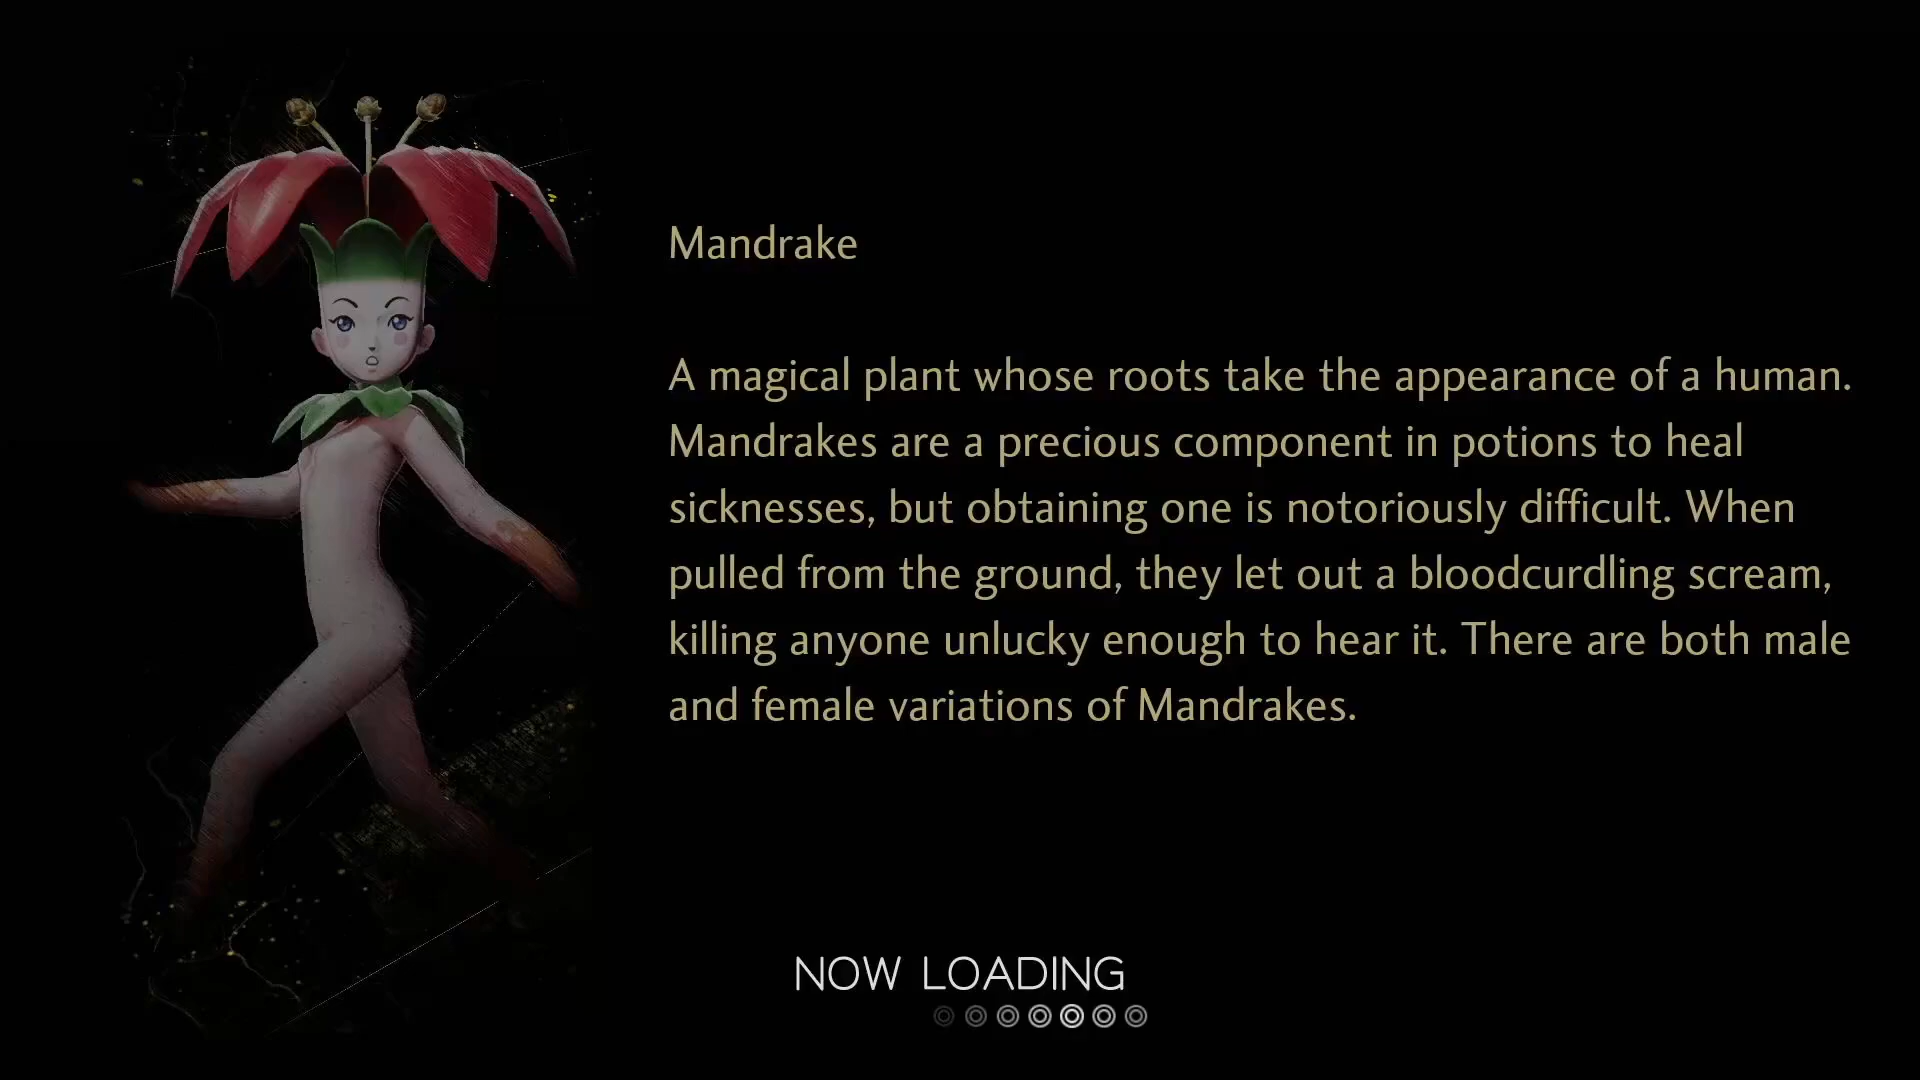 Mandrake
A magical plant whose roots take the appearance of a human.
Mandrakes are a precious component in potions to heal
sicknesses, but obtaining one is notoriously difficult. When
pulled from the ground, they let out a bloodcurdling scream,
killing anyone unlucky enough to hear it. There are both male
and female variations of Mandrakes.
NOW LOADING